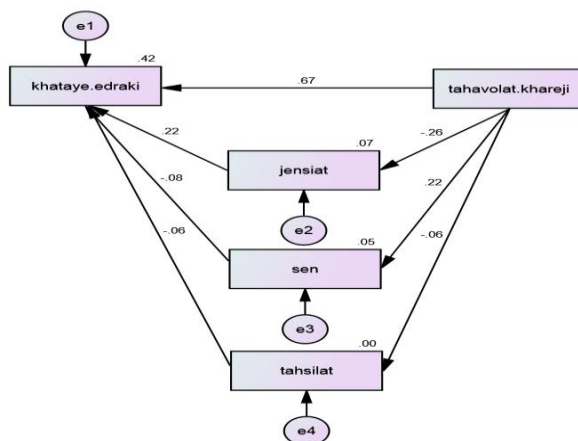 e1
.42
khataye.edraki
.67
tahavolat.khareji
.22
.07
-.26
jensiat
-.08
.22
e2
-.06
.05
-.06
sen
e3
.00
tahsilat
e4